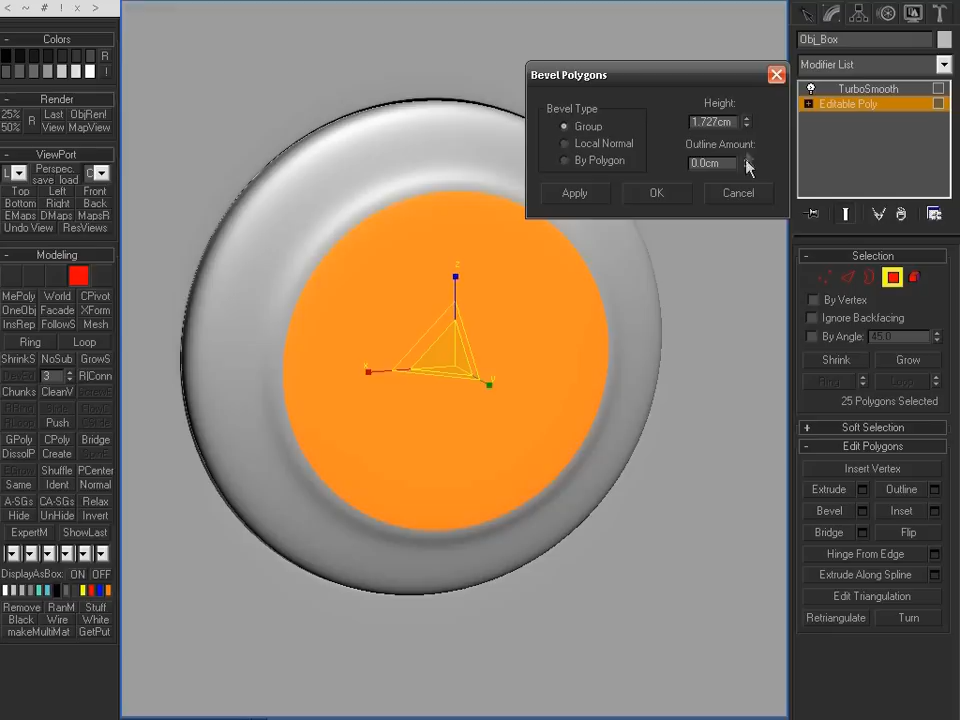 < ~ # ! x >
- Colors
R
!
- Render
25% R Last ObjRen!
50% View MapView
- ViewPort
L Perspec. C
save load
Top Left Front
Bottom Right Back
EMaps DMaps MapsR
Undo View ResViews
- Modeling
MePoly World CPivot
OneObj Facade XForm
InsRep FollowS Mesh
Ring Loop
ShrinkS NoSub GrowS
3 R|Conn
Chunks CleanV
Push
GPoly CPoly Bridge
DissolP Create
Shuffle PCenter
Same Ident Normal
A-SGs CA-SGs Relax
Hide UnHide Invert
ExpertM ShowLast
DisplayAsBox: ON OFF
Remove RanM Stuff
Black Wire White
makeMultiMat GetPut
z
x
y
Bevel Polygons
Bevel Type
Group
Local Normal
By Polygon
Height:
1.727cm
Outline Amount:
0.0cm
Apply OK Cancel
Obj_Box
Modifier List
TurboSmooth
Editable Poly
- Selection
By Vertex
Ignore Backfacing
By Angle: 45.0
Shrink Grow
Ring Loop
25 Polygons Selected
+ Soft Selection
- Edit Polygons
Insert Vertex
Extrude Outline
Bevel Inset
Bridge Flip
Hinge From Edge
Extrude Along Spline
Edit Triangulation
Retriangulate Turn